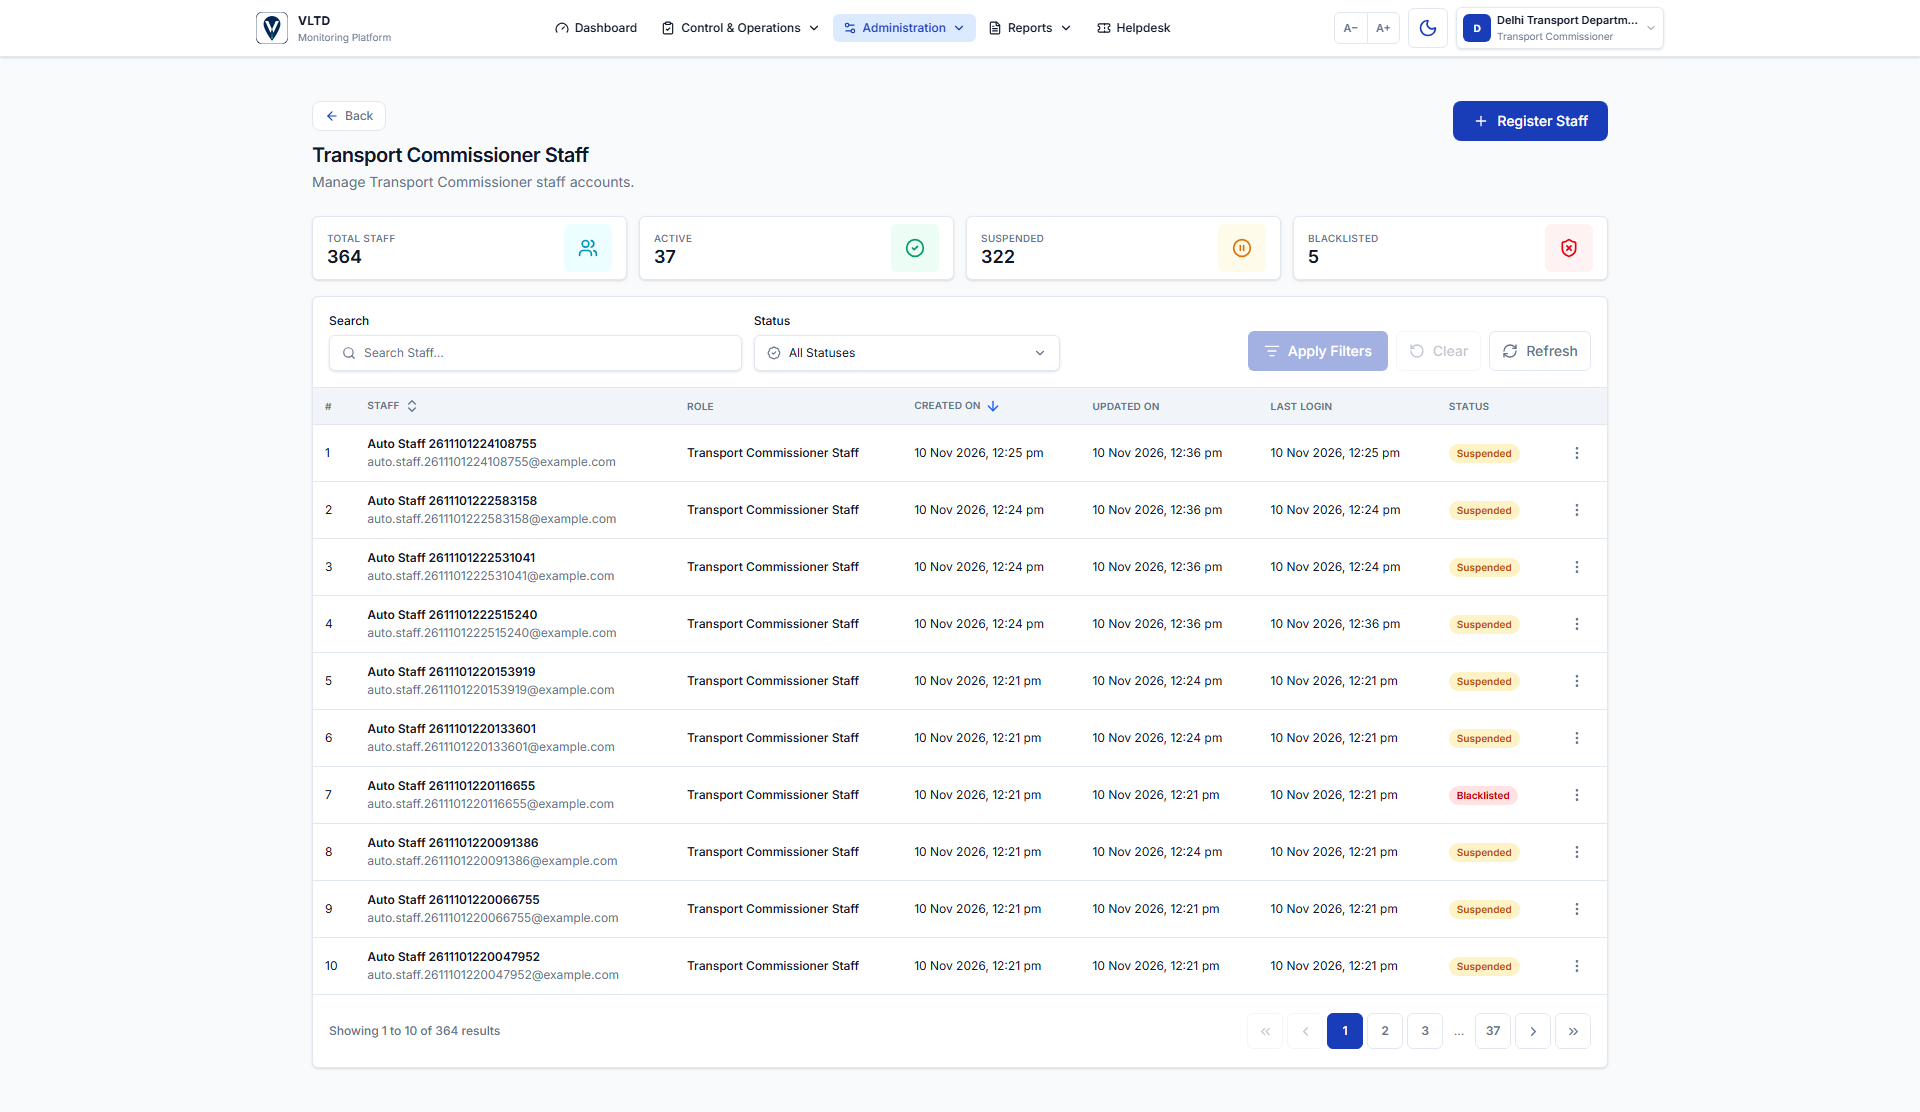 VLTD
Monitoring Platform
Dashboard
Control & Operations
Administration
Reports
Helpdesk
A−
A+
D
Delhi Transport Departm...
Transport Commissioner
Back
Register Staff
Transport Commissioner Staff
Manage Transport Commissioner staff accounts.
TOTAL STAFF
364
ACTIVE
37
SUSPENDED
322
BLACKLISTED
5
Search
Search Staff...
Status
All Statuses
Apply Filters
Clear
Refresh
# STAFF ROLE CREATED ON UPDATED ON LAST LOGIN STATUS
1 Auto Staff 2611101224108755 Transport Commissioner Staff 10 Nov 2026, 12:25 pm 10 Nov 2026, 12:36 pm 10 Nov 2026, 12:25 pm Suspended
auto.staff.2611101224108755@example.com
2 Auto Staff 2611101222583158 Transport Commissioner Staff 10 Nov 2026, 12:24 pm 10 Nov 2026, 12:36 pm 10 Nov 2026, 12:24 pm Suspended
auto.staff.2611101222583158@example.com
3 Auto Staff 2611101222531041 Transport Commissioner Staff 10 Nov 2026, 12:24 pm 10 Nov 2026, 12:36 pm 10 Nov 2026, 12:24 pm Suspended
auto.staff.2611101222531041@example.com
4 Auto Staff 2611101222515240 Transport Commissioner Staff 10 Nov 2026, 12:24 pm 10 Nov 2026, 12:36 pm 10 Nov 2026, 12:36 pm Suspended
auto.staff.2611101222515240@example.com
5 Auto Staff 2611101220153919 Transport Commissioner Staff 10 Nov 2026, 12:21 pm 10 Nov 2026, 12:24 pm 10 Nov 2026, 12:21 pm Suspended
auto.staff.2611101220153919@example.com
6 Auto Staff 2611101220133601 Transport Commissioner Staff 10 Nov 2026, 12:21 pm 10 Nov 2026, 12:24 pm 10 Nov 2026, 12:21 pm Suspended
auto.staff.2611101220133601@example.com
7 Auto Staff 2611101220116655 Transport Commissioner Staff 10 Nov 2026, 12:21 pm 10 Nov 2026, 12:21 pm 10 Nov 2026, 12:21 pm Blacklisted
auto.staff.2611101220116655@example.com
8 Auto Staff 2611101220091386 Transport Commissioner Staff 10 Nov 2026, 12:21 pm 10 Nov 2026, 12:24 pm 10 Nov 2026, 12:21 pm Suspended
auto.staff.2611101220091386@example.com
9 Auto Staff 2611101220066755 Transport Commissioner Staff 10 Nov 2026, 12:21 pm 10 Nov 2026, 12:21 pm 10 Nov 2026, 12:21 pm Suspended
auto.staff.2611101220066755@example.com
10 Auto Staff 2611101220047952 Transport Commissioner Staff 10 Nov 2026, 12:21 pm 10 Nov 2026, 12:21 pm 10 Nov 2026, 12:21 pm Suspended
auto.staff.2611101220047952@example.com
Showing 1 to 10 of 364 results
« ‹ 1 2 3 ... 37 › »